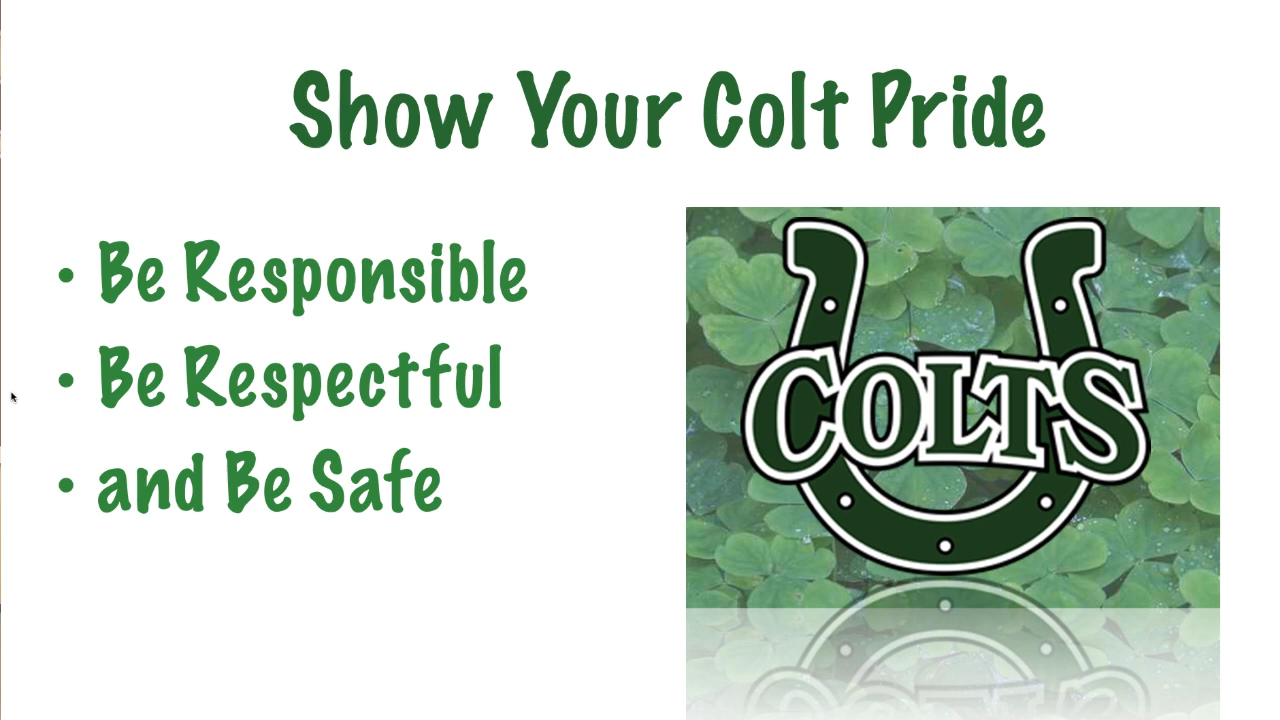 Show Your Colt Pride
• Be Responsible
• Be Respectful
• and Be Safe
COLTS